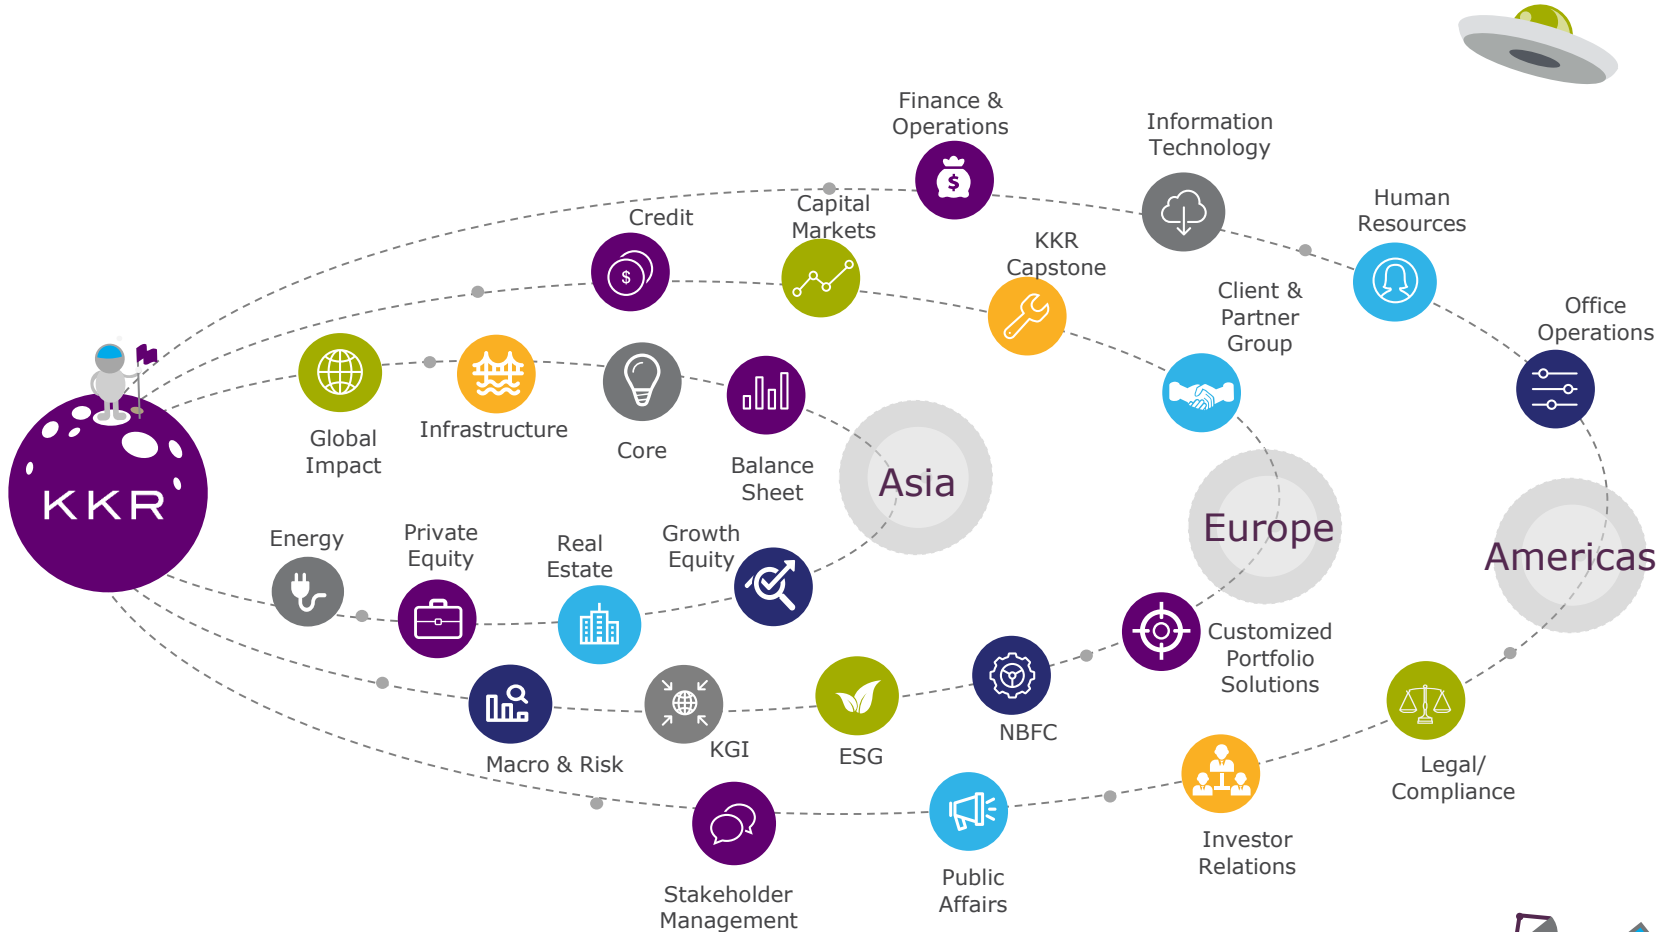 Finance &
Operations
Information
Technology
Human
Resources
Credit
Capital
Markets
KKR
Capstone
Client &
Partner
Group
Office
Operations
Global
Impact
Infrastructure
Core
Balance
Sheet
Asia
Europe
Americas
KKR
Energy
Private
Equity
Real
Estate
Growth
Equity
Macro & Risk
KGI
ESG
NBFC
Customized
Portfolio
Solutions
Stakeholder
Management
Public
Affairs
Investor
Relations
Legal/
Compliance